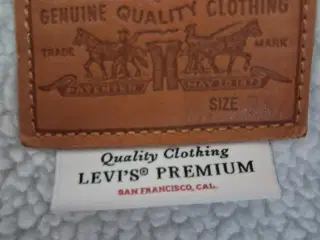 GENUINE QUALITY CLOTHING
TRADE MARK
SIZE
Quality Clothing
LEVI'S® PREMIUM
SAN FRANCISCO, CAL.